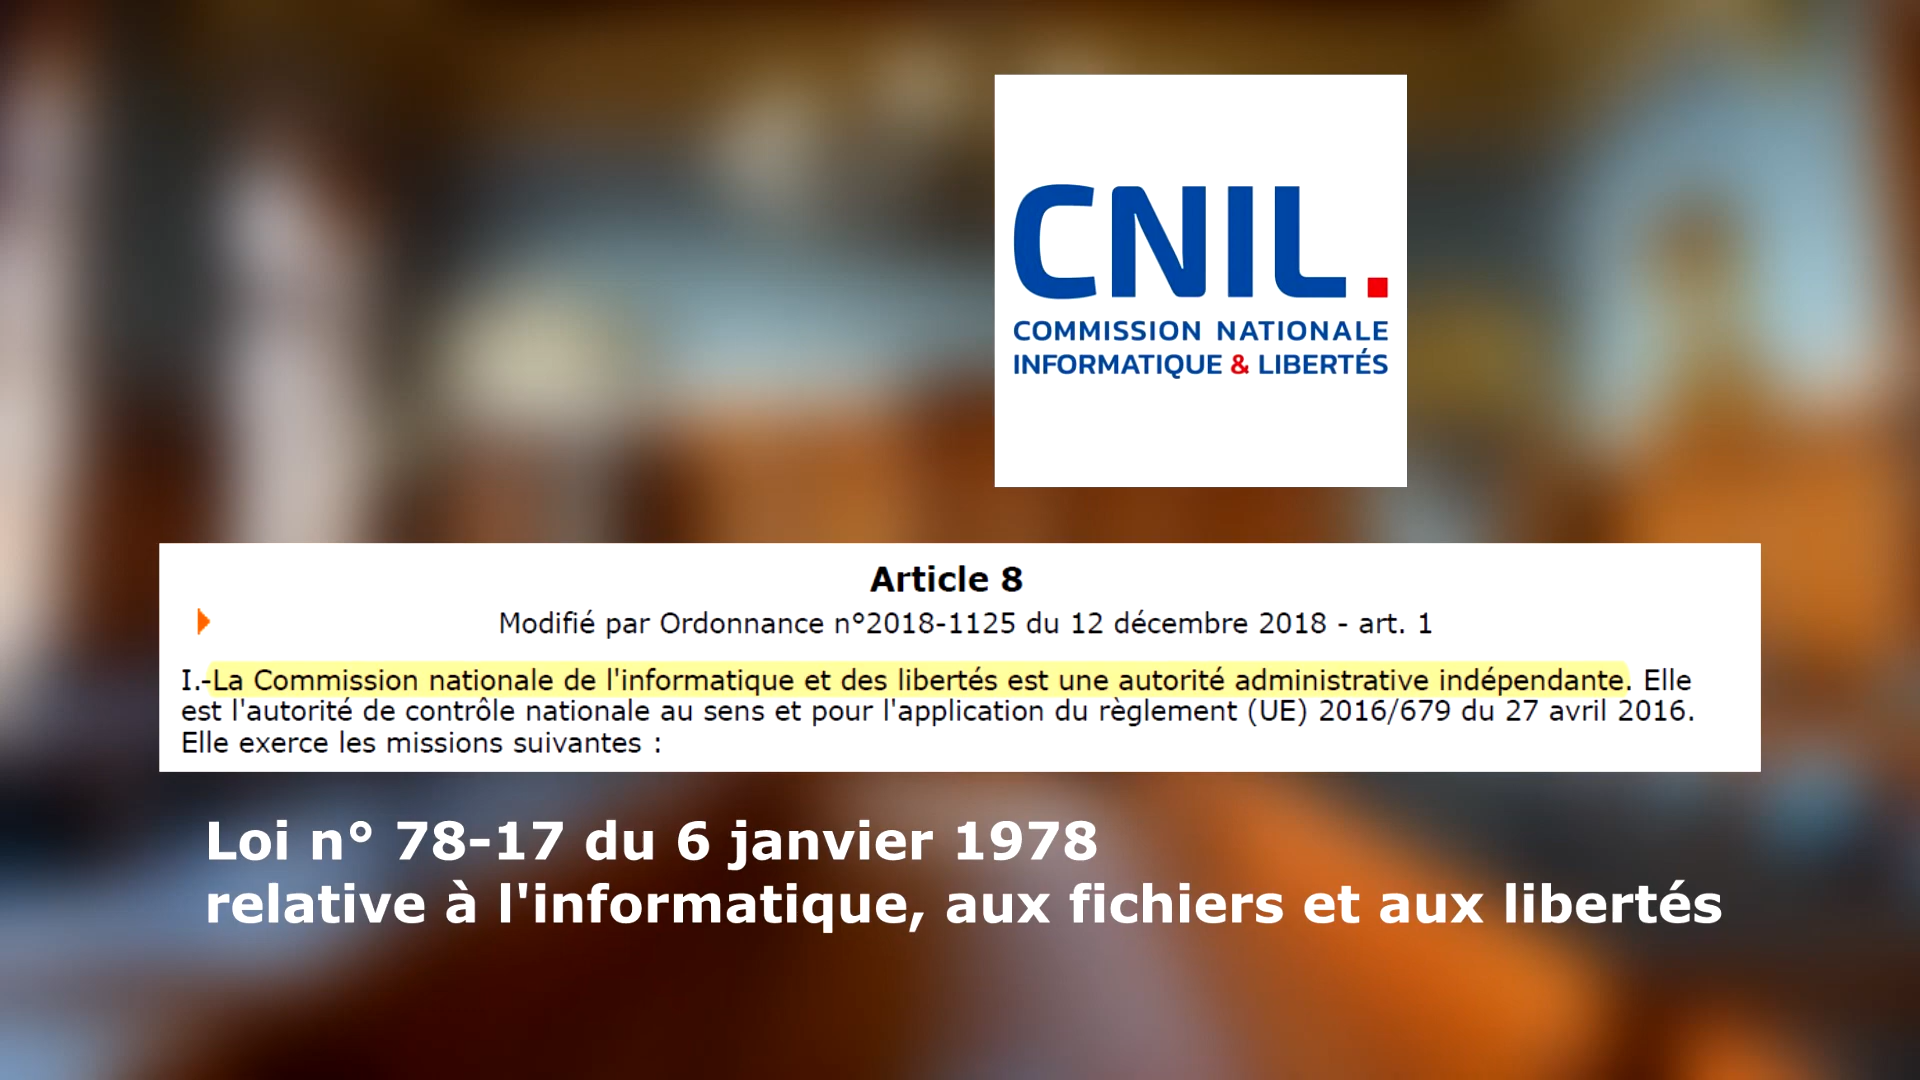 CNIL.
COMMISSION NATIONALE
INFORMATIQUE & LIBERTÉS
Article 8
Modifié par Ordonnance n°2018-1125 du 12 décembre 2018 - art. 1
I.-La Commission nationale de l'informatique et des libertés est une autorité administrative indépendante. Elle
est l'autorité de contrôle nationale au sens et pour l'application du règlement (UE) 2016/679 du 27 avril 2016.
Elle exerce les missions suivantes :
Loi n° 78-17 du 6 janvier 1978
relative à l'informatique, aux fichiers et aux libertés